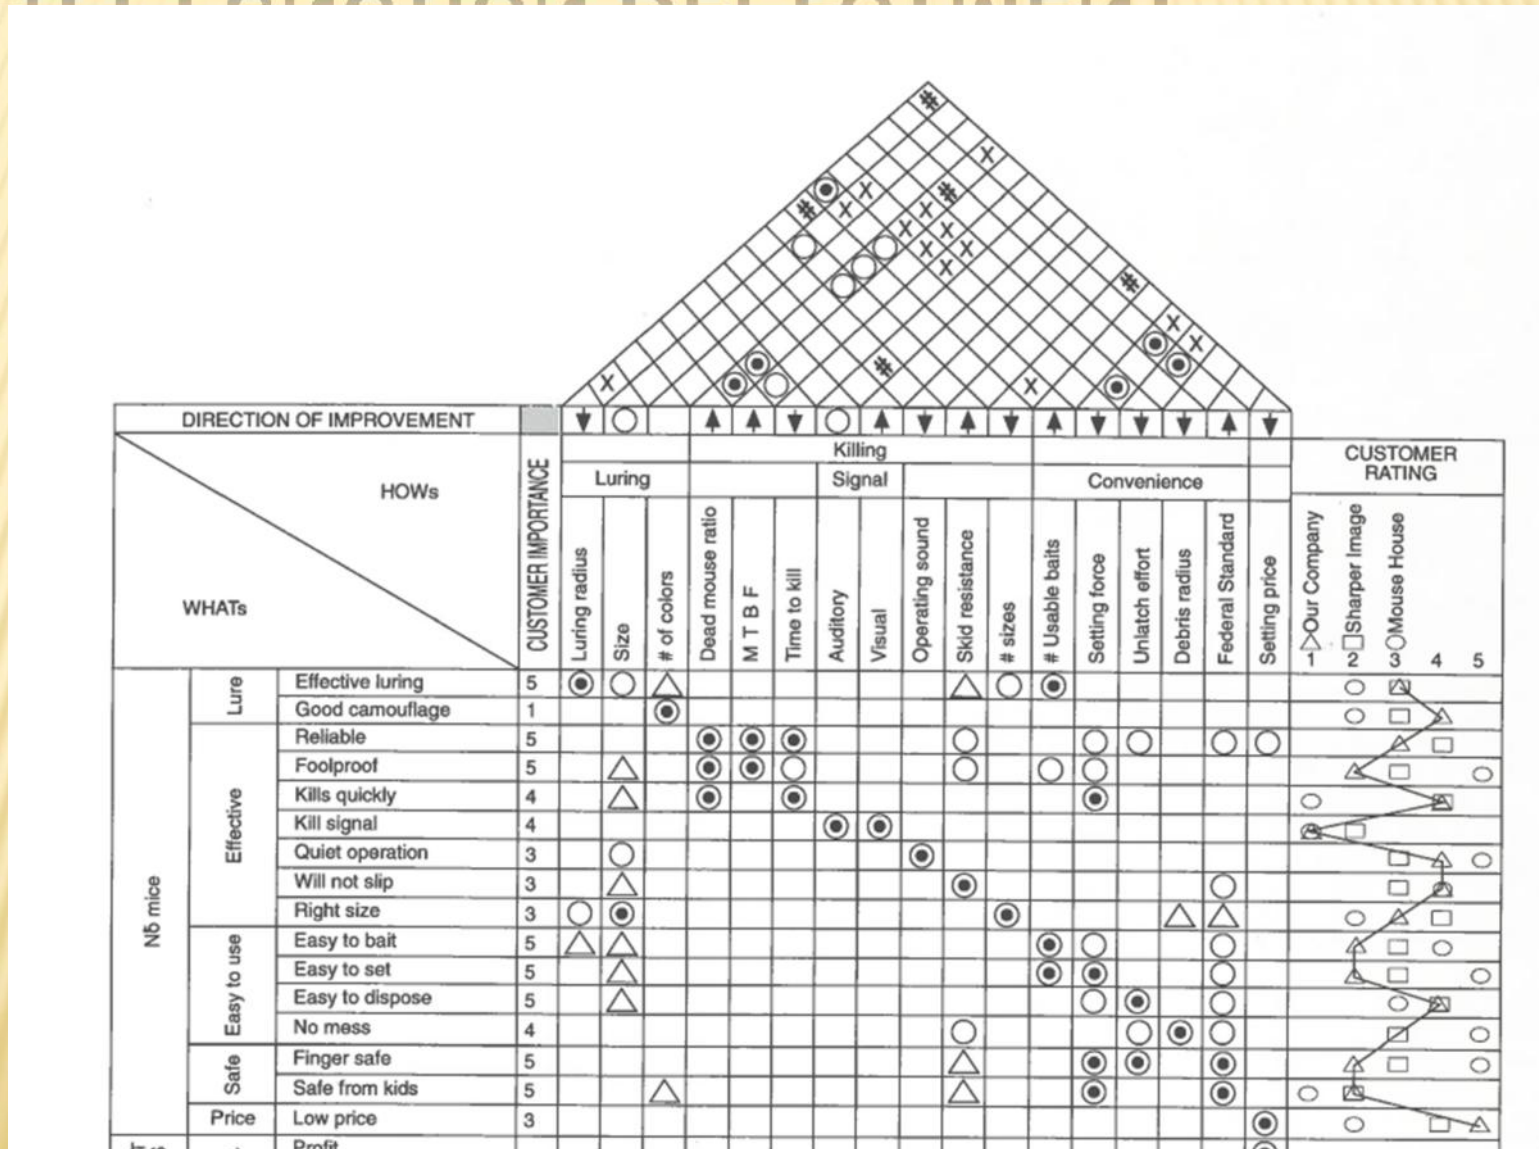 DIRECTION OF IMPROVEMENT
Killing
CUSTOMER
RATING
HOWs
WHATs
CUSTOMER IMPORTANCE
Luring
Signal
Convenience
Luring radius
Size
# of colors
Dead mouse ratio
M T B F
Time to kill
Auditory
Visual
Operating sound
Skid resistance
# sizes
# Usable baits
Setting force
Unlatch effort
Debris radius
Federal Standard
Setting price
Our Company
Sharper Image
Mouse House
1 2 3 4 5
No mice
Lure
Effective luring 5
Good camouflage 1
Effective
Reliable 5
Foolproof 5
Kills quickly 4
Kill signal 4
Quiet operation 3
Will not slip 3
Right size 3
Easy to use
Easy to bait 5
Easy to set 5
Easy to dispose 5
No mess 4
Safe
Finger safe 5
Safe from kids 5
Price
Low price 3
Profit